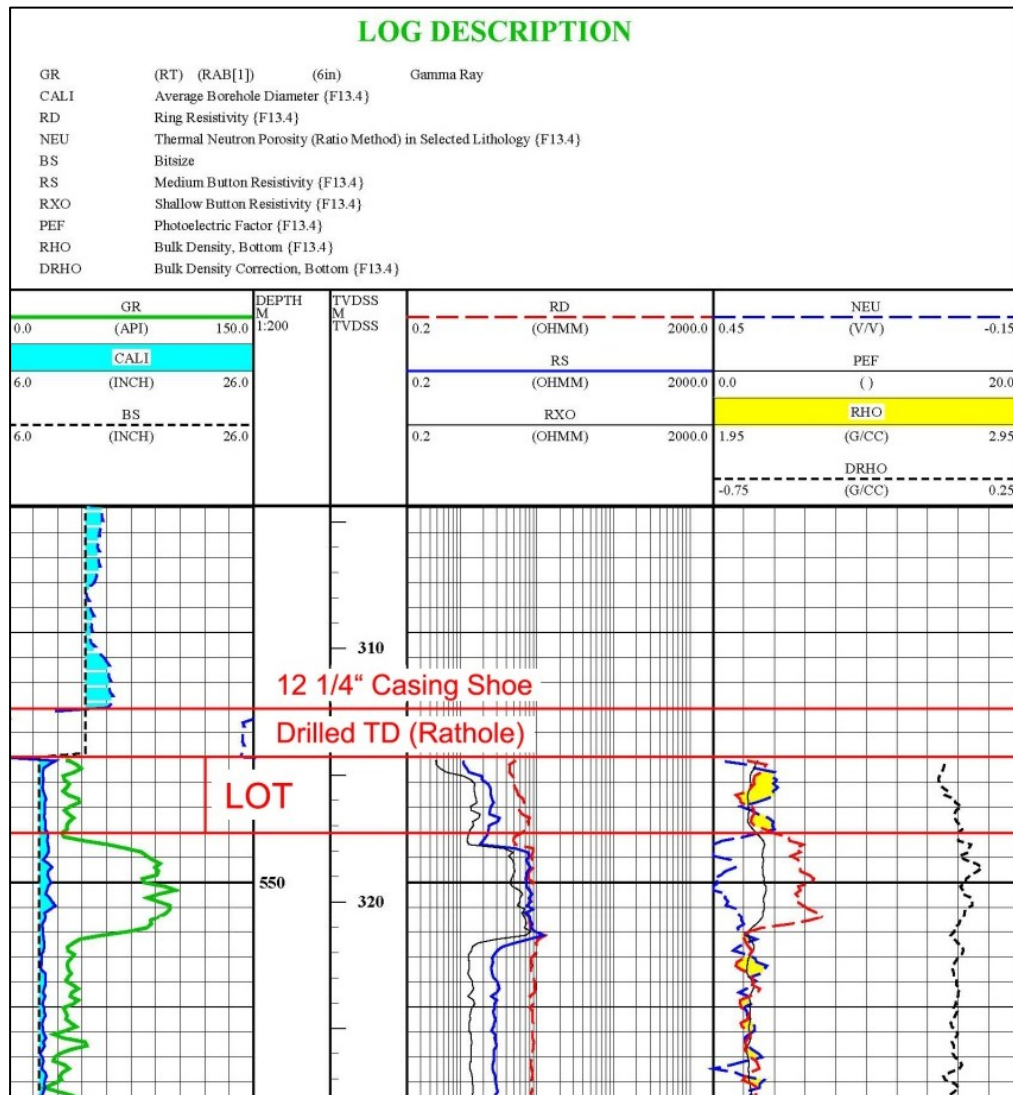 LOG DESCRIPTION
GR (RT) (RAB[1]) (6in) Gamma Ray
CALI Average Borehole Diameter {F13.4}
RD Ring Resistivity {F13.4}
NEU Thermal Neutron Porosity (Ratio Method) in Selected Lithology {F13.4}
BS Bitsize
RS Medium Button Resistivity {F13.4}
RXO Shallow Button Resistivity {F13.4}
PEF Photoelectric Factor {F13.4}
RHO Bulk Density, Bottom {F13.4}
DRHO Bulk Density Correction, Bottom {F13.4}
GR
0.0 (API) 150.0
CALI
6.0 (INCH) 26.0
BS
6.0 (INCH) 26.0
DEPTH
M
1:200
TVDSS
M
TVDSS
RD
0.2 (OHMM) 2000.0
RS
0.2 (OHMM) 2000.0
RXO
0.2 (OHMM) 2000.0
NEU
0.45 (V/V) -0.15
PEF
0.0 ( ) 20.0
RHO
1.95 (G/CC) 2.95
DRHO
-0.75 (G/CC) 0.25
310
12 1/4“ Casing Shoe
Drilled TD (Rathole)
LOT
550
320